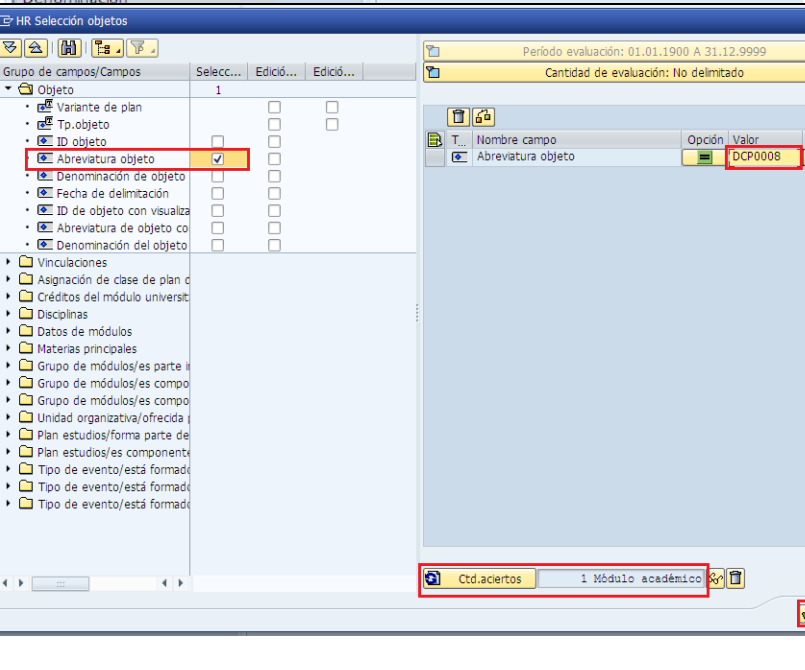 Denominación
HR Selección objetos
Grupo de campos/Campos Selecc... Edició... Edició...
Objeto 1
Variante de plan
Tp.objeto
ID objeto
Abreviatura objeto
Denominación de objeto
Fecha de delimitación
ID de objeto con visualiza
Abreviatura de objeto co
Denominación del objeto
Vinculaciones
Asignación de clase de plan d
Créditos del módulo universit
Disciplinas
Datos de módulos
Materias principales
Grupo de módulos/es parte i
Grupo de módulos/es compo
Grupo de módulos/es compo
Unidad organizativa/ofrecida
Plan estudios/forma parte de
Plan estudios/es componente
Tipo de evento/está formado
Tipo de evento/está formado
Tipo de evento/está formado
Período evaluación: 01.01.1900 A 31.12.9999
Cantidad de evaluación: No delimitado
T... Nombre campo Opción Valor
Abreviatura objeto = DCP0008
Ctd.aciertos 1 Módulo académico